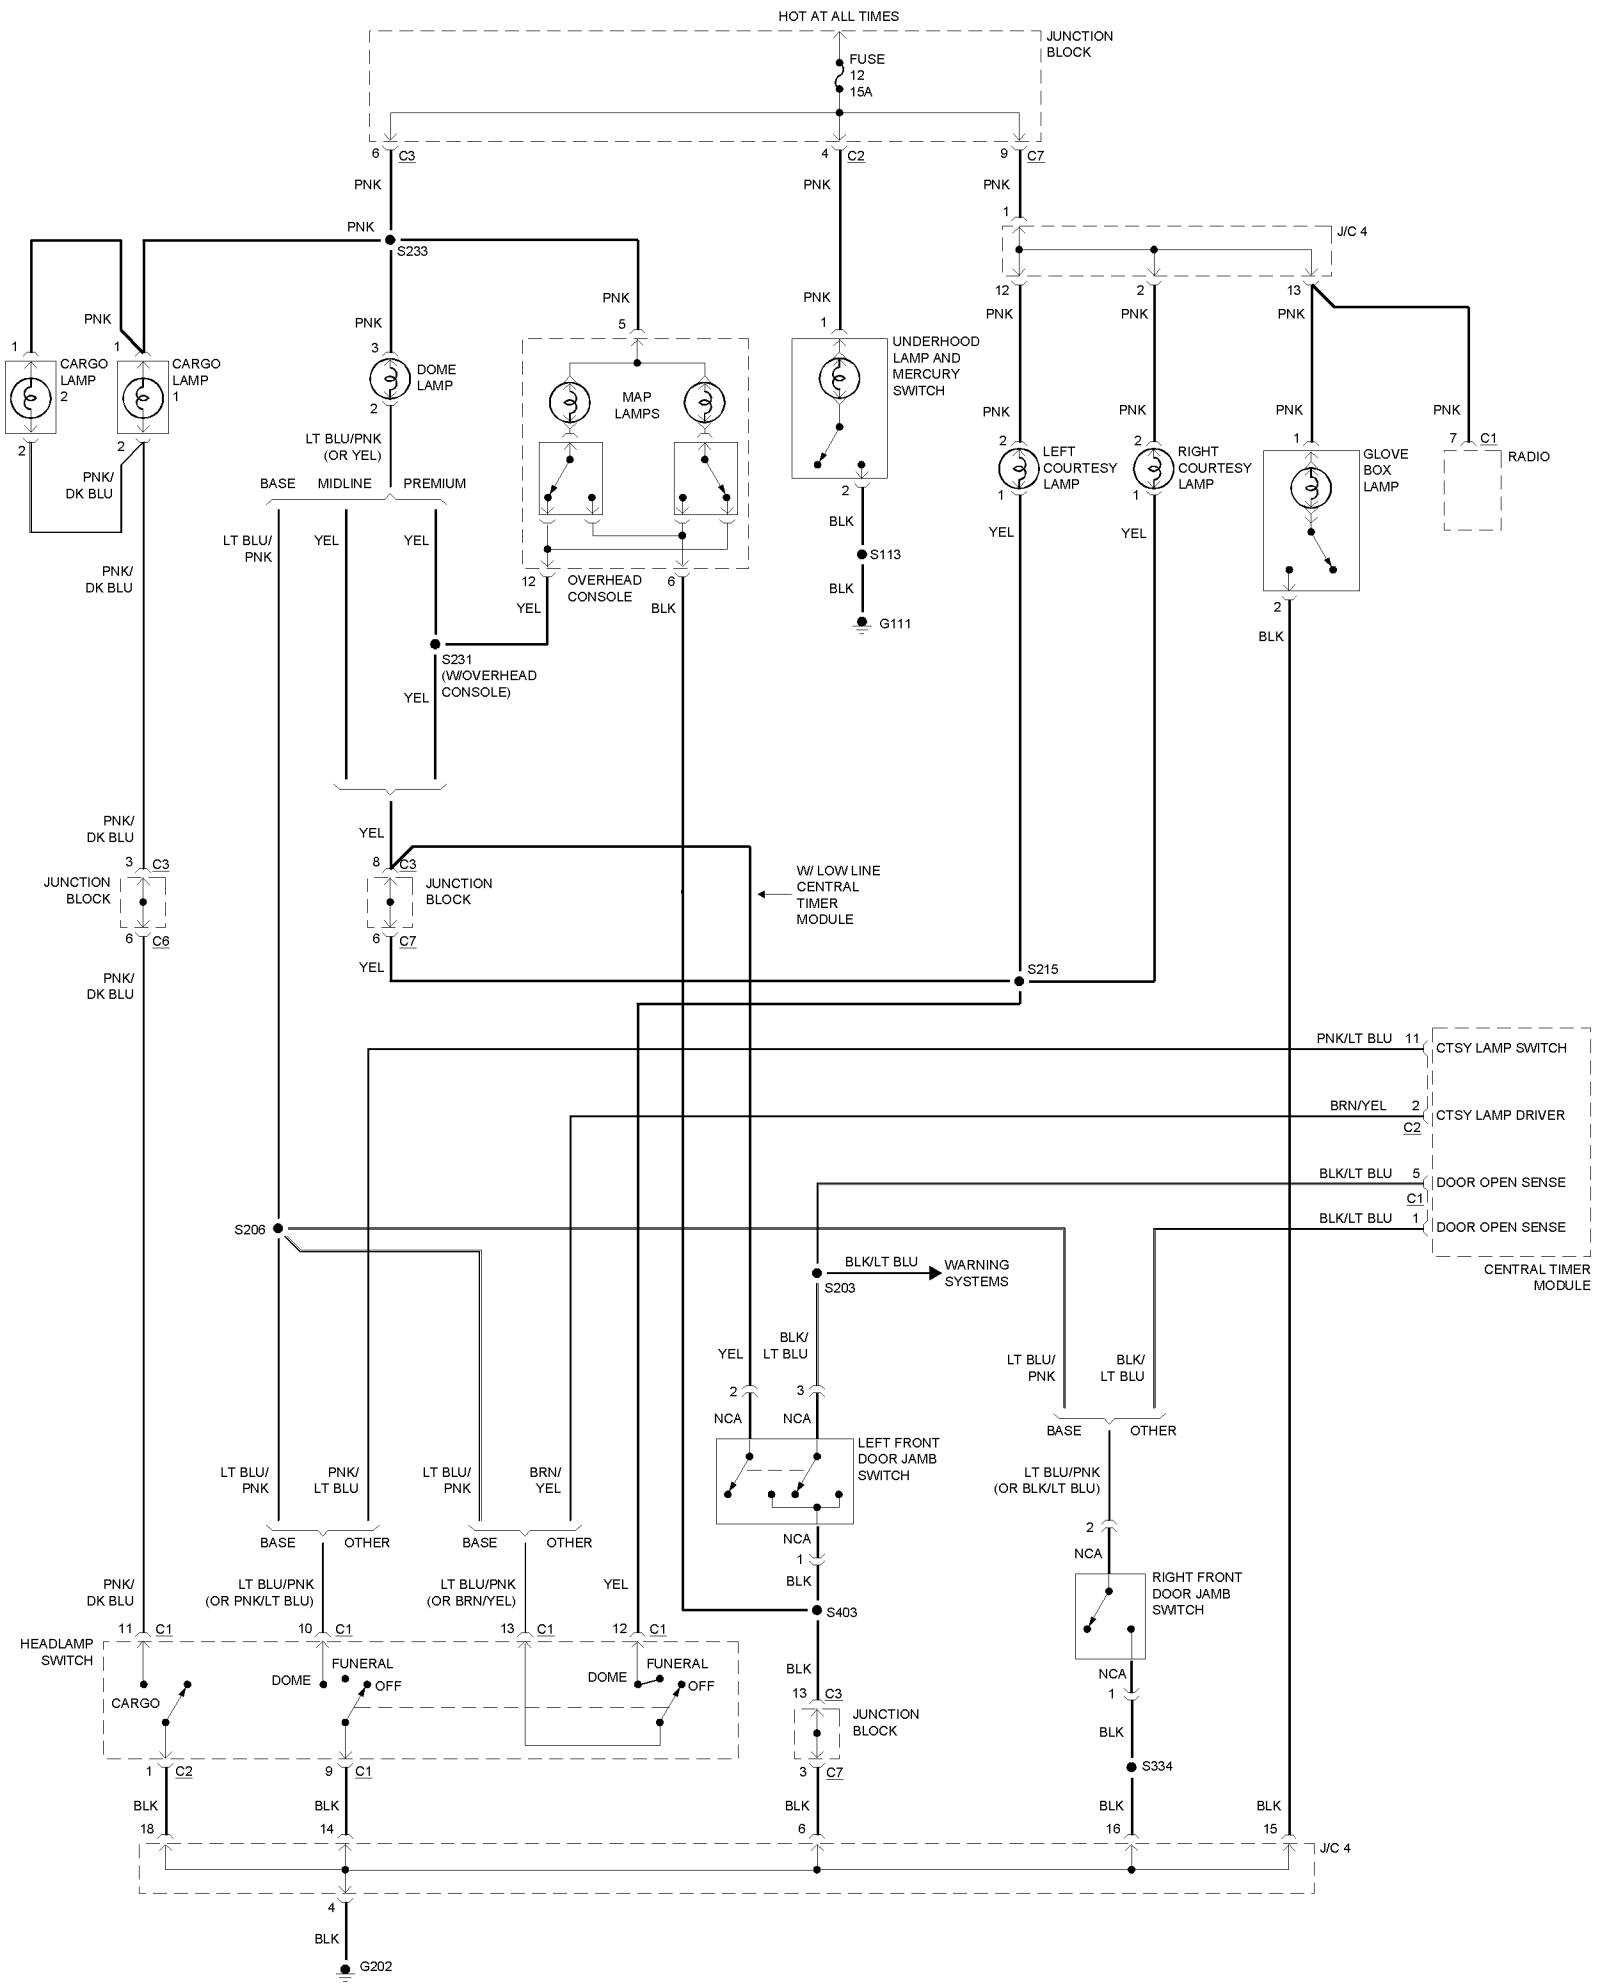 HOT AT ALL TIMES
JUNCTION
BLOCK
FUSE
12
15A
6 C3
4 C2
9 C7
PNK
PNK
PNK
1
J/C 4
PNK
S233
12
2
13
PNK
PNK
PNK
PNK
PNK
PNK
PNK
1
1
3
5
1
CARGO
LAMP
2
CARGO
LAMP
1
DOME
LAMP
2
MAP
LAMPS
UNDERHOOD
LAMP AND
MERCURY
SWITCH
PNK
PNK
PNK
PNK
2
2
1
7 C1
LEFT
COURTESY
LAMP
1
RIGHT
COURTESY
LAMP
1
GLOVE
BOX
LAMP
RADIO
2
2
PNK/
DK BLU
LT BLU/PNK
(OR YEL)
BASE
MIDLINE
PREMIUM
2
BLK
S113
BLK
G111
YEL
YEL
LT BLU/
PNK
YEL
YEL
PNK/
DK BLU
12
OVERHEAD
CONSOLE
6
YEL
BLK
2
BLK
S231
(W/OVERHEAD
CONSOLE)
YEL
PNK/
DK BLU
YEL
3 C3
8 C3
JUNCTION
BLOCK
JUNCTION
BLOCK
W/ LOW LINE
CENTRAL
TIMER
MODULE
6 C6
6 C7
PNK/
DK BLU
YEL
S215
PNK/LT BLU 11
CTSY LAMP SWITCH
BRN/YEL 2
CTSY LAMP DRIVER
C2
BLK/LT BLU 5
DOOR OPEN SENSE
C1
BLK/LT BLU 1
DOOR OPEN SENSE
CENTRAL TIMER
MODULE
S206
BLK/LT BLU
WARNING
SYSTEMS
S203
YEL
BLK/
LT BLU
LT BLU/
PNK
BLK/
LT BLU
2
3
NCA
NCA
BASE
OTHER
LEFT FRONT
DOOR JAMB
SWITCH
LT BLU/
PNK
PNK/
LT BLU
LT BLU/
PNK
BRN/
YEL
LT BLU/PNK
(OR BLK/LT BLU)
BASE
OTHER
BASE
OTHER
NCA
1
BLK
2
NCA
PNK/
DK BLU
LT BLU/PNK
(OR PNK/LT BLU)
LT BLU/PNK
(OR BRN/YEL)
YEL
S403
RIGHT FRONT
DOOR JAMB
SWITCH
11 C1
10 C1
13 C1
12 C1
HEADLAMP
SWITCH
CARGO
DOME
FUNERAL
OFF
DOME
FUNERAL
OFF
BLK
13 C3
JUNCTION
BLOCK
NCA
1
BLK
S334
1 C2
9 C1
3 C7
BLK
BLK
BLK
BLK
BLK
18
14
6
16
15
J/C 4
4
BLK
G202